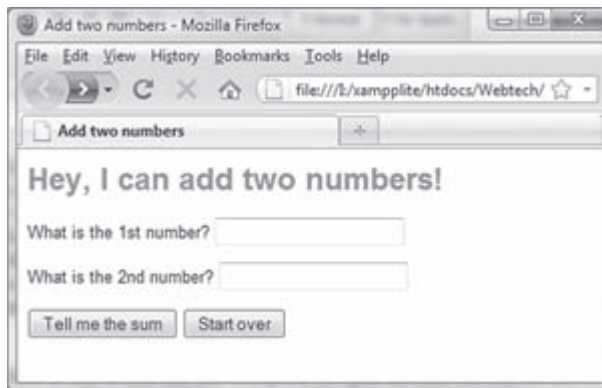 Add two numbers - Mozilla Firefox
File Edit View History Bookmarks Tools Help
file:///E:/xampplite/htdocs/Webtech/
Add two numbers
Hey, I can add two numbers!
What is the 1st number?
What is the 2nd number?
Tell me the sum Start over